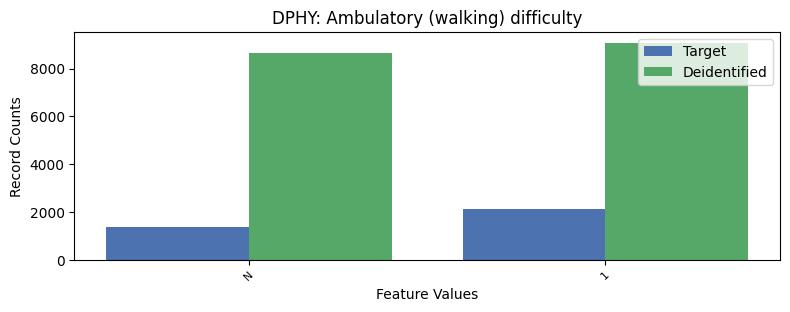 DPHY: Ambulatory (walking) difficulty
Target
Deidentified
Record Counts
8000
6000
4000
2000
0
N
1
Feature Values